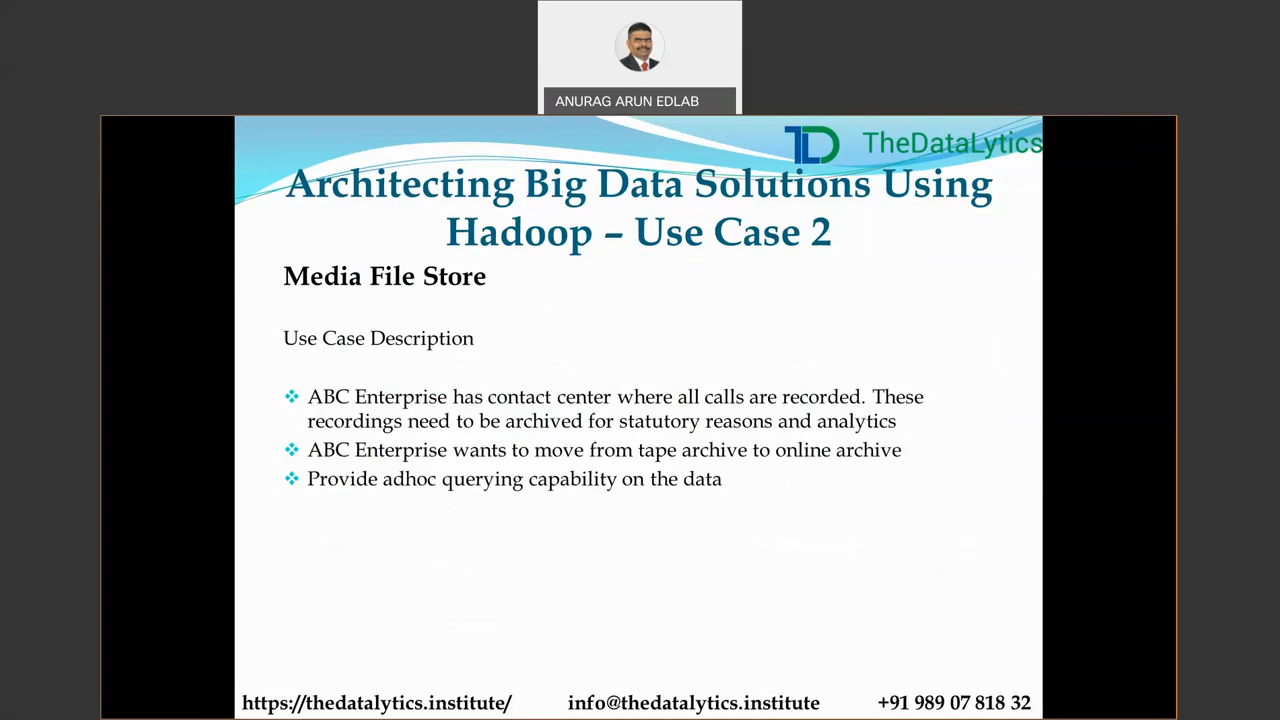 ANURAG ARUN EDLAB
TheDataLytics
Architecting Big Data Solutions Using
Hadoop – Use Case 2
Media File Store
Use Case Description
❖ ABC Enterprise has contact center where all calls are recorded. These
recordings need to be archived for statutory reasons and analytics
❖ ABC Enterprise wants to move from tape archive to online archive
❖ Provide adhoc querying capability on the data
https://thedatalytics.institute/ info@thedatalytics.institute +91 989 07 818 32